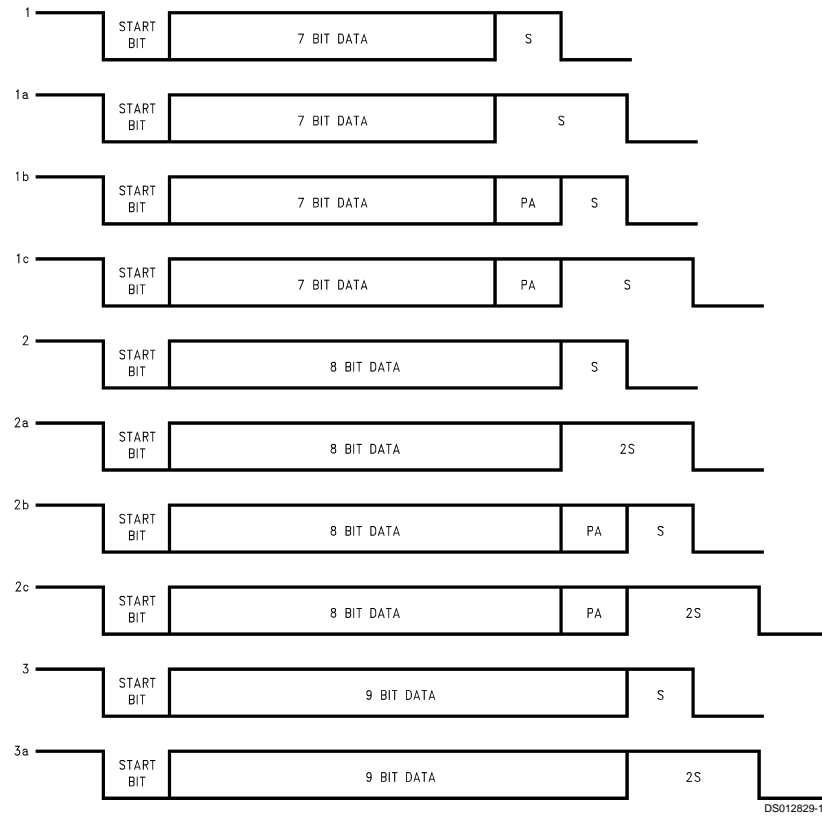 1 START BIT 7 BIT DATA S
1a START BIT 7 BIT DATA S
1b START BIT 7 BIT DATA PA S
1c START BIT 7 BIT DATA PA S
2 START BIT 8 BIT DATA S
2a START BIT 8 BIT DATA 2S
2b START BIT 8 BIT DATA PA S
2c START BIT 8 BIT DATA PA 2S
3 START BIT 9 BIT DATA S
3a START BIT 9 BIT DATA 2S
DS012829-1